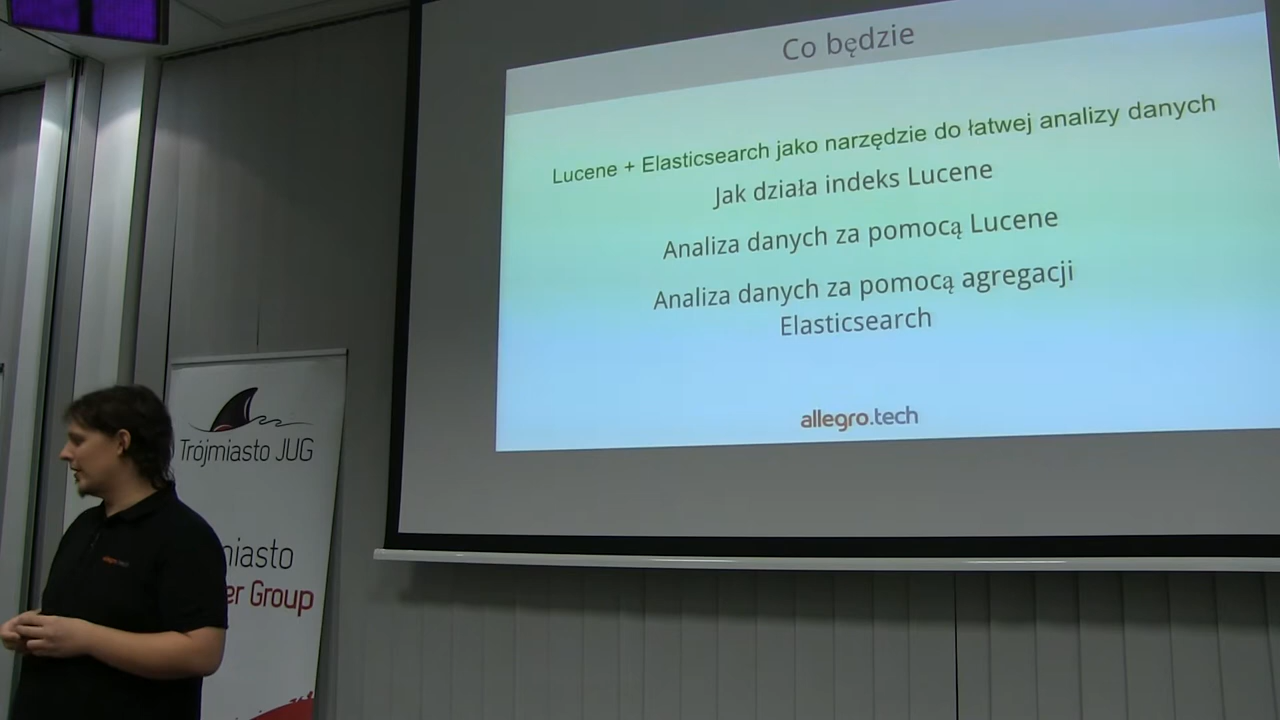 Co będzie
Lucene + Elasticsearch jako narzędzie do łatwej analizy danych
Jak działa indeks Lucene
Analiza danych za pomocą Lucene
Analiza danych za pomocą agregacji
Elasticsearch
allegro.tech
Trójmiasto JUG
miasto
er Group